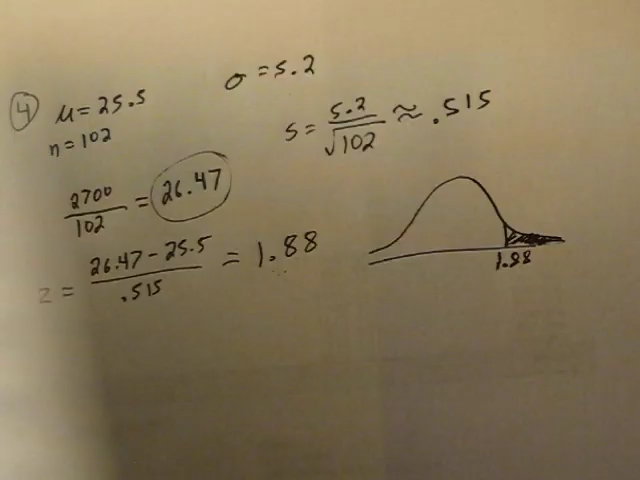 ④ μ = 25.5 σ = 5.2
n = 102 s = 5.2/√102 ≈ .515
2700/102 = 26.47
z = 26.47 - 25.5/.515 = 1.88
1.88